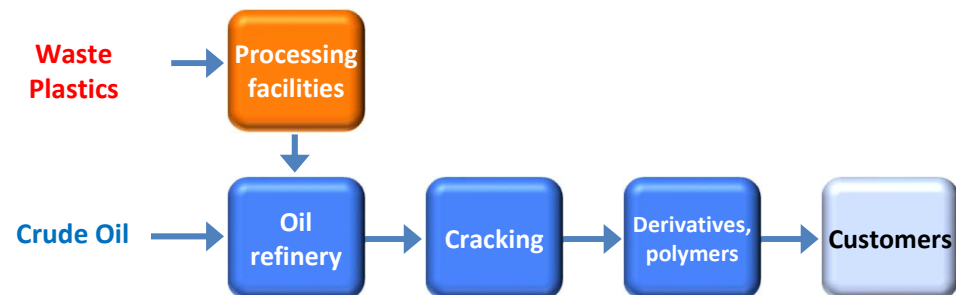 Waste
Plastics
Processing
facilities
Crude Oil
Oil
refinery
Cracking
Derivatives,
polymers
Customers